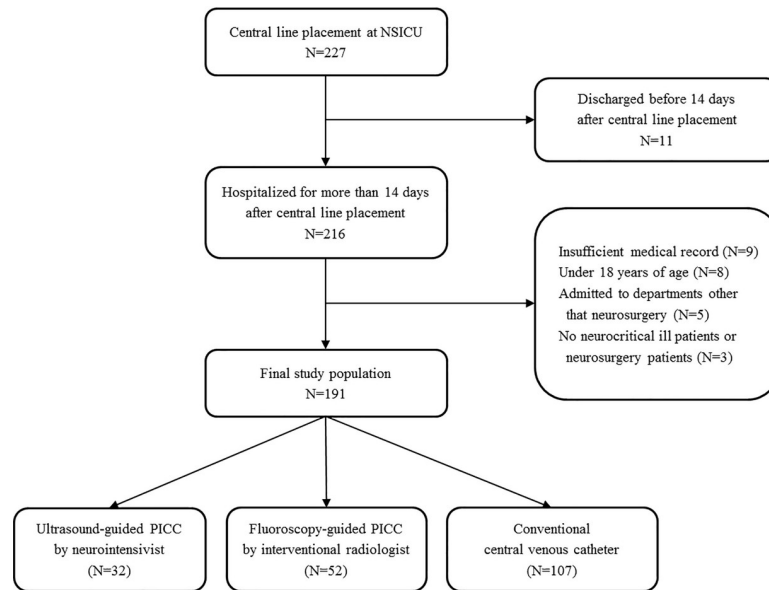 Central line placement at NSICU
N=227
Discharged before 14 days
after central line placement
N=11
Hospitalized for more than 14 days
after central line placement
N=216
Insufficient medical record (N=9)
Under 18 years of age (N=8)
Admitted to departments other
that neurosurgery (N=5)
No neurocritical ill patients or
neurosurgery patients (N=3)
Final study population
N=191
Ultrasound-guided PICC
by neurointensivist
(N=32)
Fluoroscopy-guided PICC
by interventional radiologist
(N=52)
Conventional
central venous catheter
(N=107)